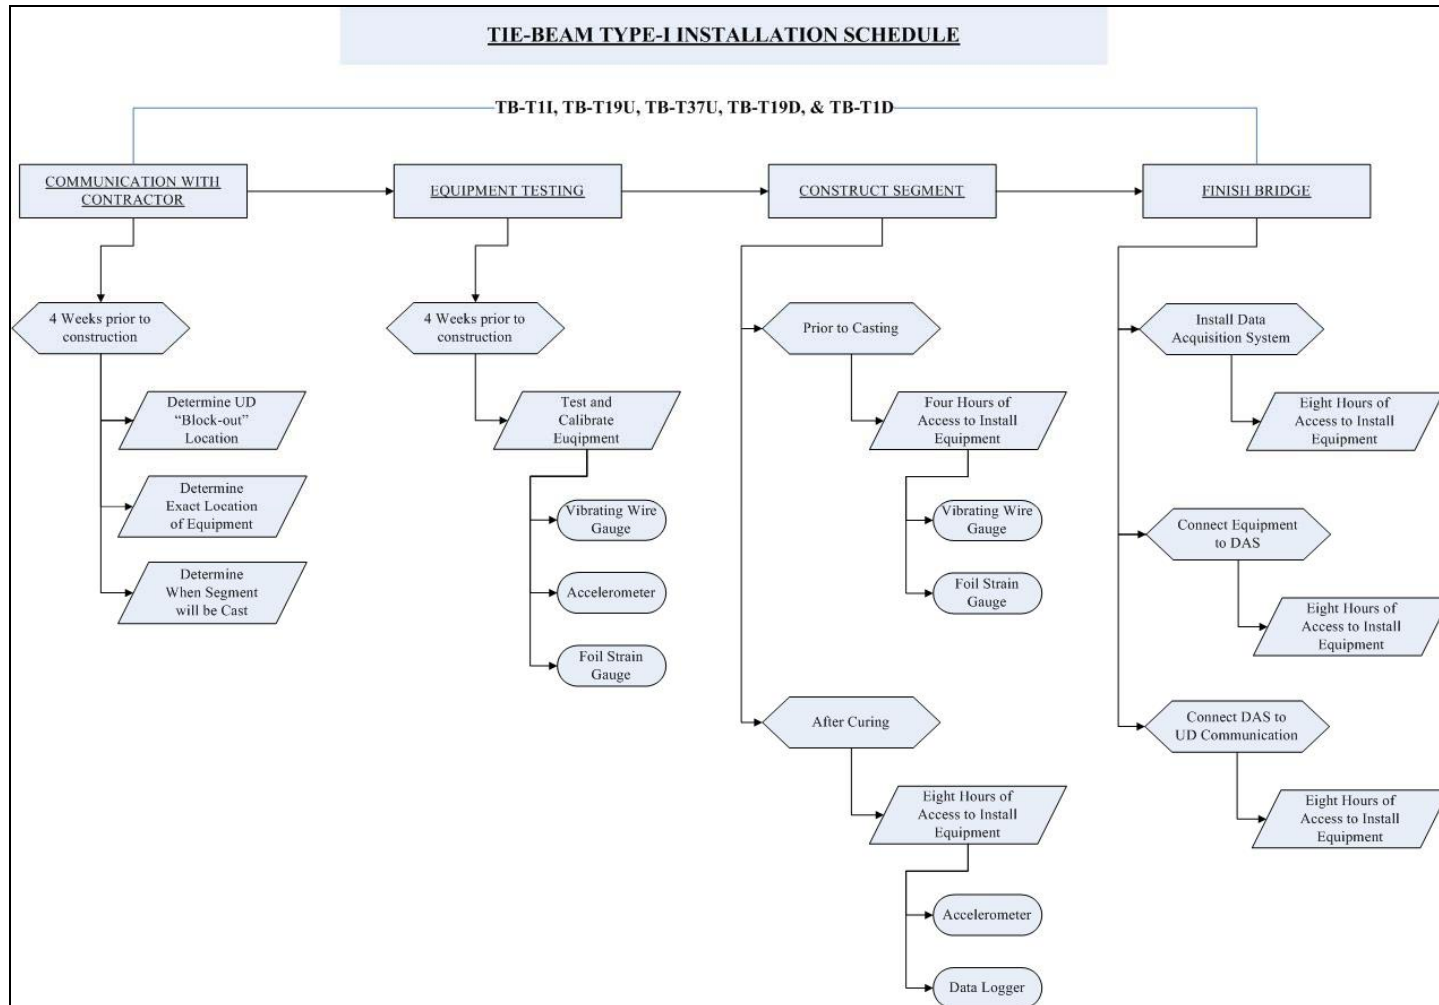 TIE-BEAM TYPE-I INSTALLATION SCHEDULE
TB-T1I, TB-T19U, TB-T37U, TB-T19D, & TB-T1D
COMMUNICATION WITH
CONTRACTOR
EQUIPMENT TESTING
CONSTRUCT SEGMENT
FINISH BRIDGE
4 Weeks prior to
construction
Determine UD
“Block-out”
Location
Determine
Exact Location
of Equipment
Determine
When Segment
will be Cast
4 Weeks prior to
construction
Test and
Calibrate
Euqipment
Vibrating Wire
Gauge
Accelerometer
Foil Strain
Gauge
Prior to Casting
Four Hours of
Access to Install
Equipment
Vibrating Wire
Gauge
Foil Strain
Gauge
After Curing
Eight Hours of
Access to Install
Equipment
Accelerometer
Data Logger
Install Data
Acquisition System
Eight Hours of
Access to Install
Equipment
Connect Equipment
to DAS
Eight Hours of
Access to Install
Equipment
Connect DAS to
UD Communication
Eight Hours of
Access to Install
Equipment